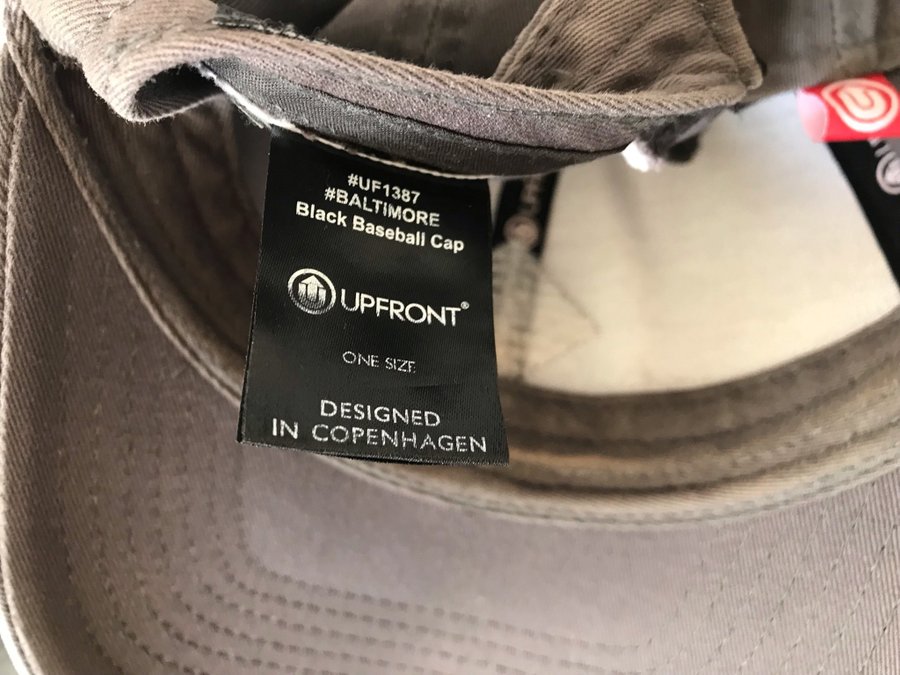 #UF1387
#BALTIMORE
Black Baseball Cap
UPFRONT®
ONE SIZE
DESIGNED
IN COPENHAGEN